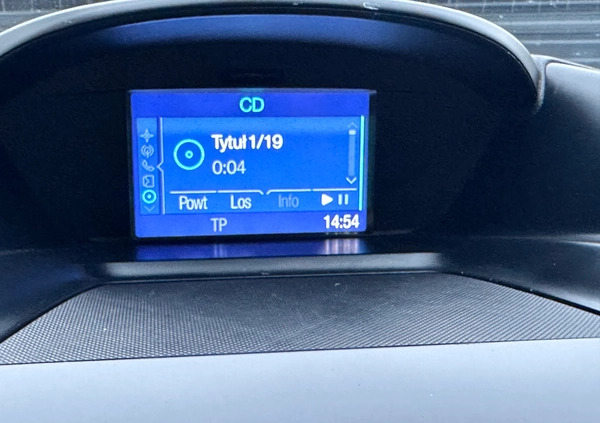 CD
Tytuł 1/19
0:04
Powt Los Info
TP 14:54